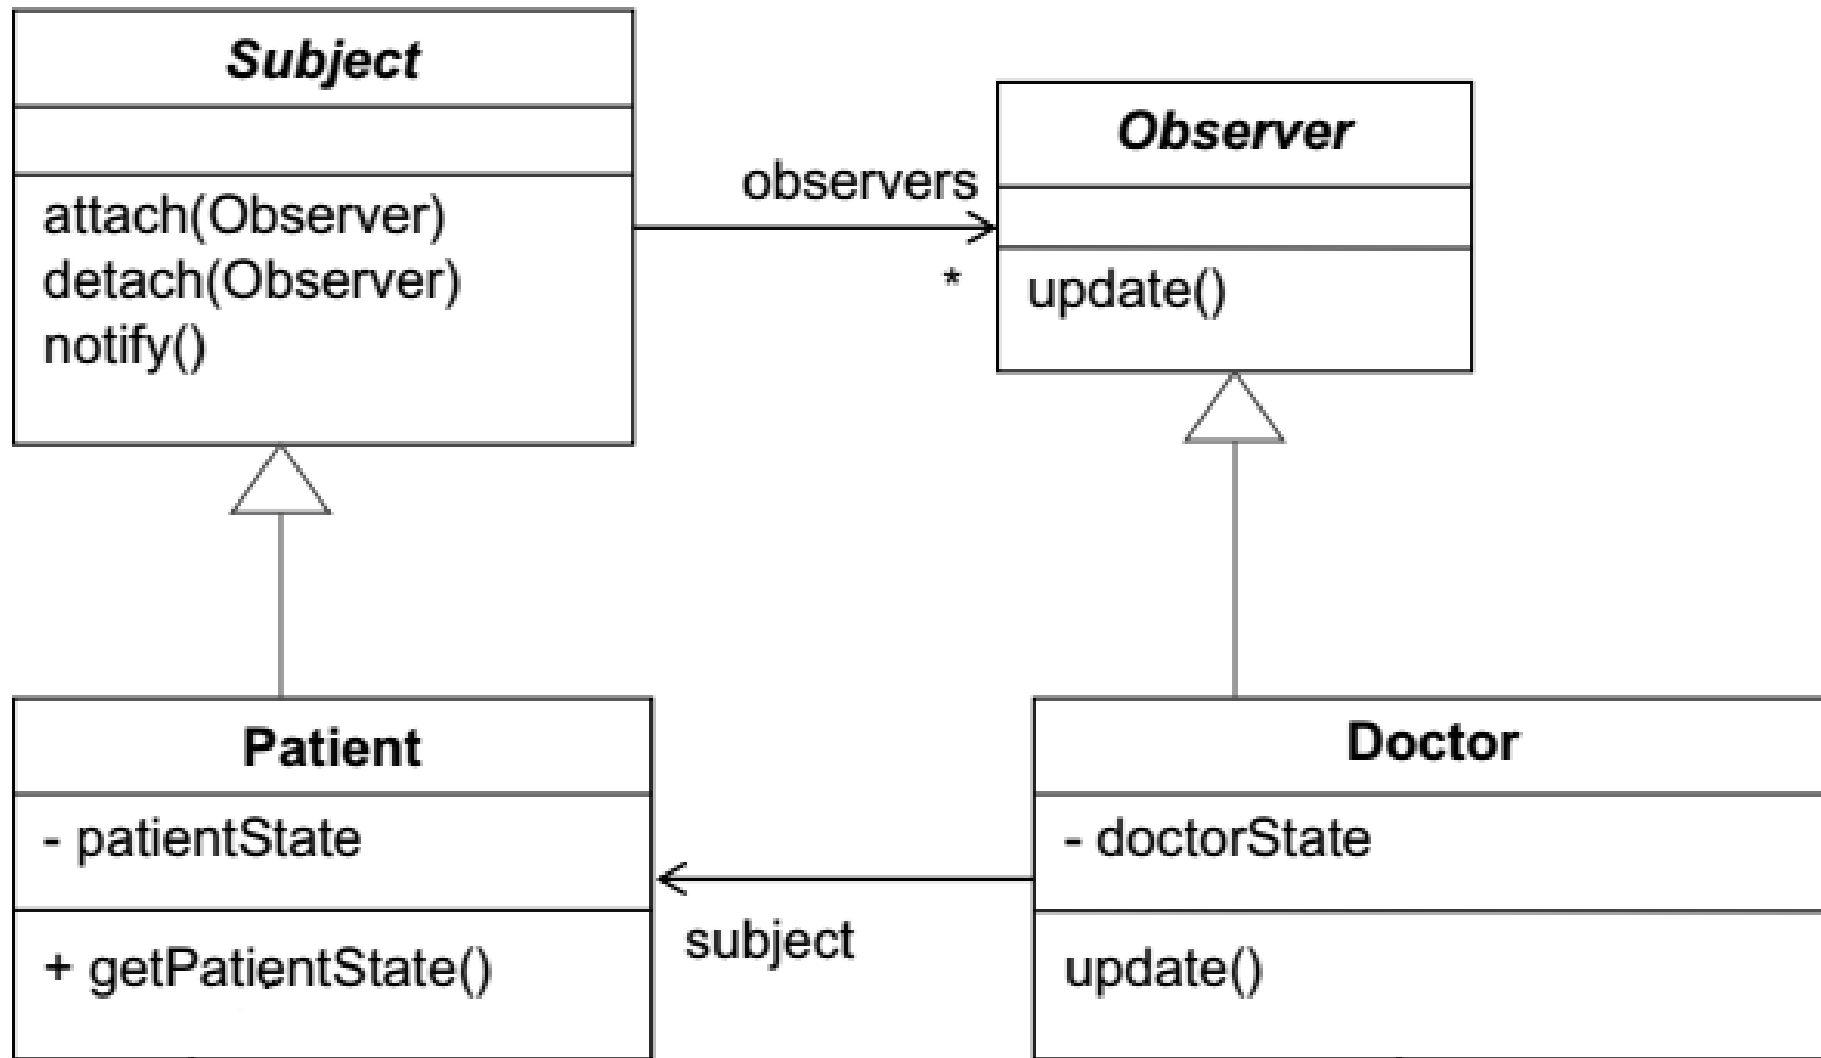 Subject
attach(Observer)
detach(Observer)
notify()
observers
*
Observer
update()
Patient
- patientState
+ getPatientState()
subject
Doctor
- doctorState
update()